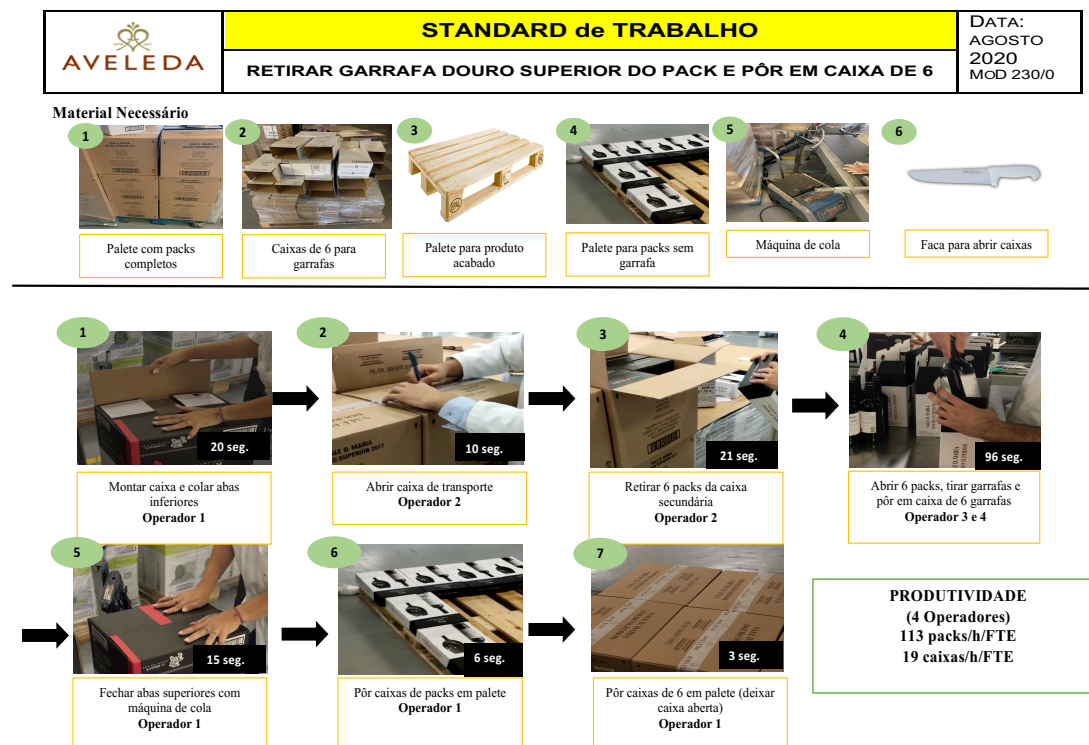 AVELEDA
STANDARD de TRABALHO
RETIRAR GARRAFA DOURO SUPERIOR DO PACK E PÔR EM CAIXA DE 6
DATA:
AGOSTO
2020
MOD 230/0
Material Necessário
1
2
3
4
5
6
Palete com packs
completos
Caixas de 6 para
garrafas
Palete para produto
acabado
Palete para packs sem
garrafa
Máquina de cola
Faca para abrir caixas
1
20 seg.
Montar caixa e colar abas
inferiores
Operador 1
2
VALE D. MARIA
DOURO SUPERIOR 2017
10 seg.
Abrir caixa de transporte
Operador 2
3
21 seg.
Retirar 6 packs da caixa
secundária
Operador 2
4
96 seg.
Abrir 6 packs, tirar garrafas e
pôr em caixa de 6 garrafas
Operador 3 e 4
5
15 seg.
Fechar abas superiores com
máquina de cola
Operador 1
6
6 seg.
Pôr caixas de packs em palete
Operador 1
7
3 seg.
Pôr caixas de 6 em palete (deixar
caixa aberta)
Operador 1
PRODUTIVIDADE
(4 Operadores)
113 packs/h/FTE
19 caixas/h/FTE